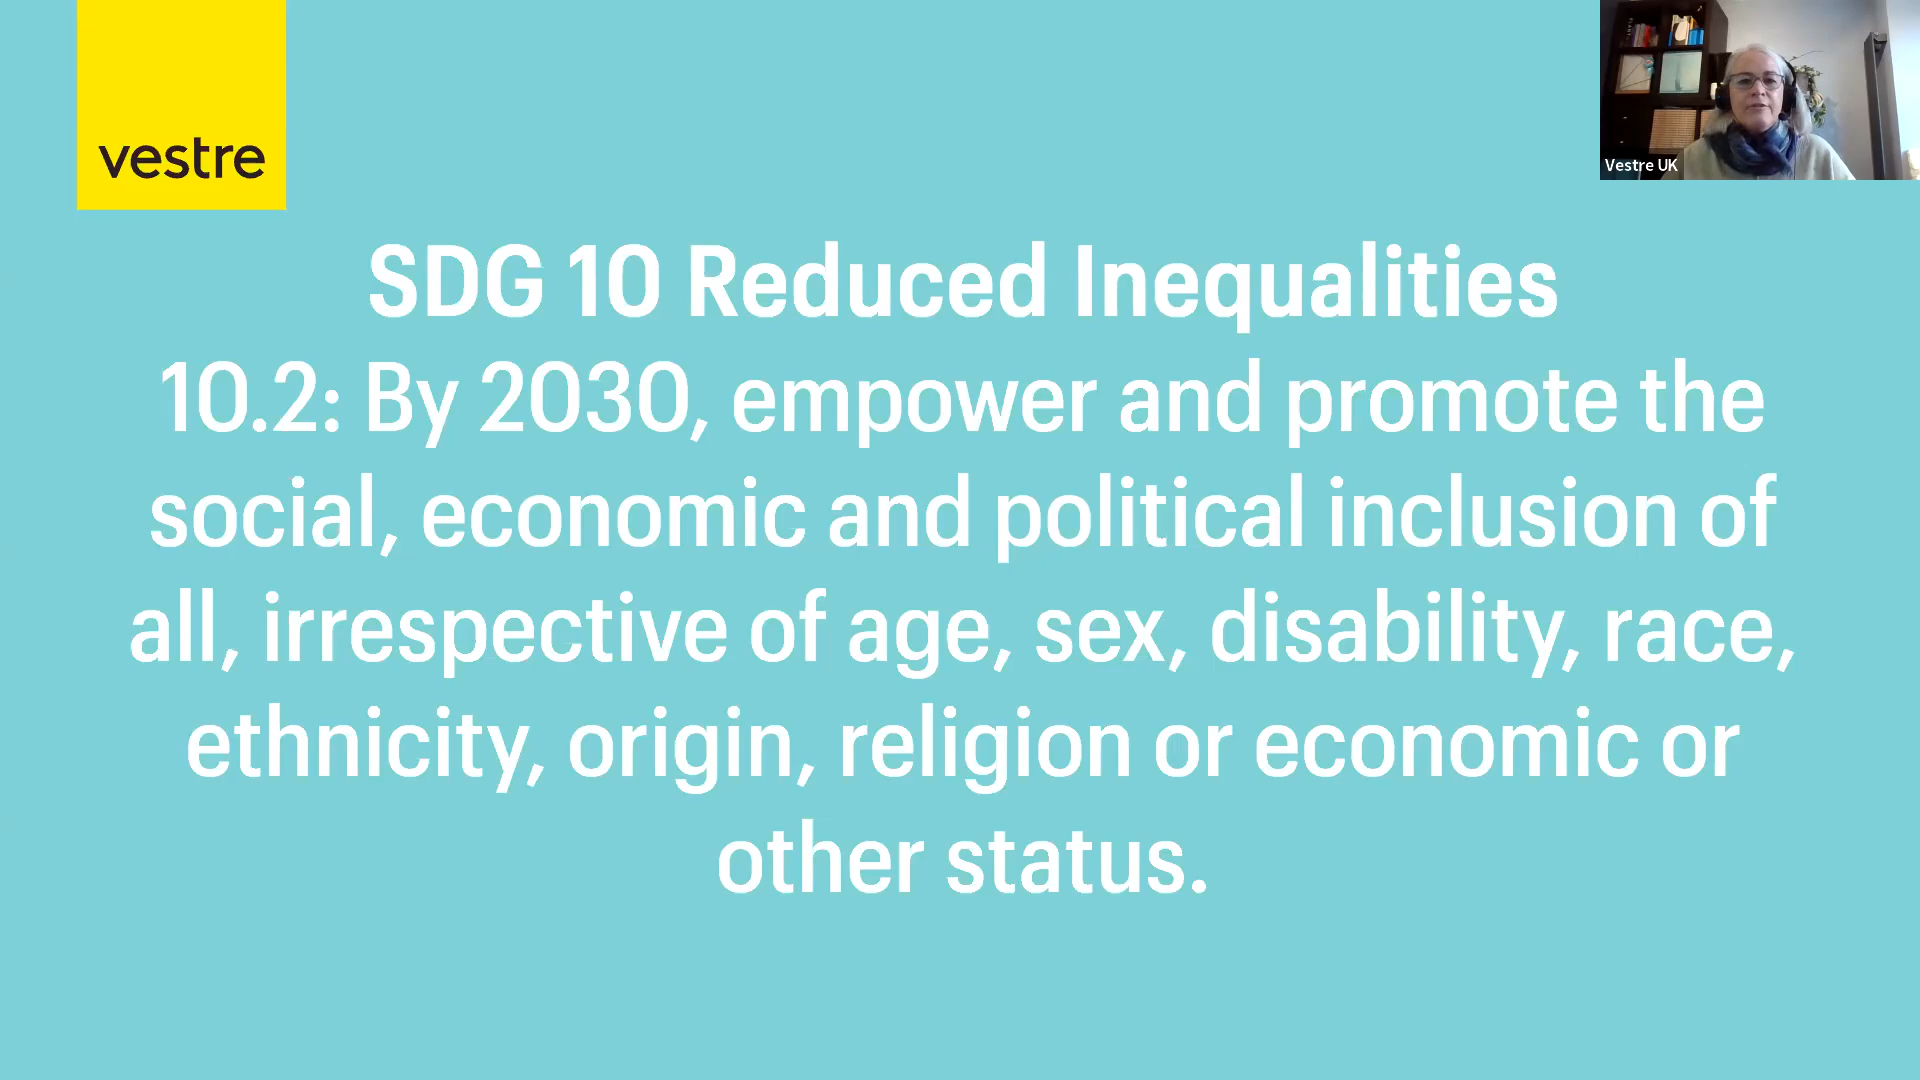 vestre
Vestre UK
SDG 10 Reduced Inequalities
10.2: By 2030, empower and promote the
social, economic and political inclusion of
all, irrespective of age, sex, disability, race,
ethnicity, origin, religion or economic or
other status.